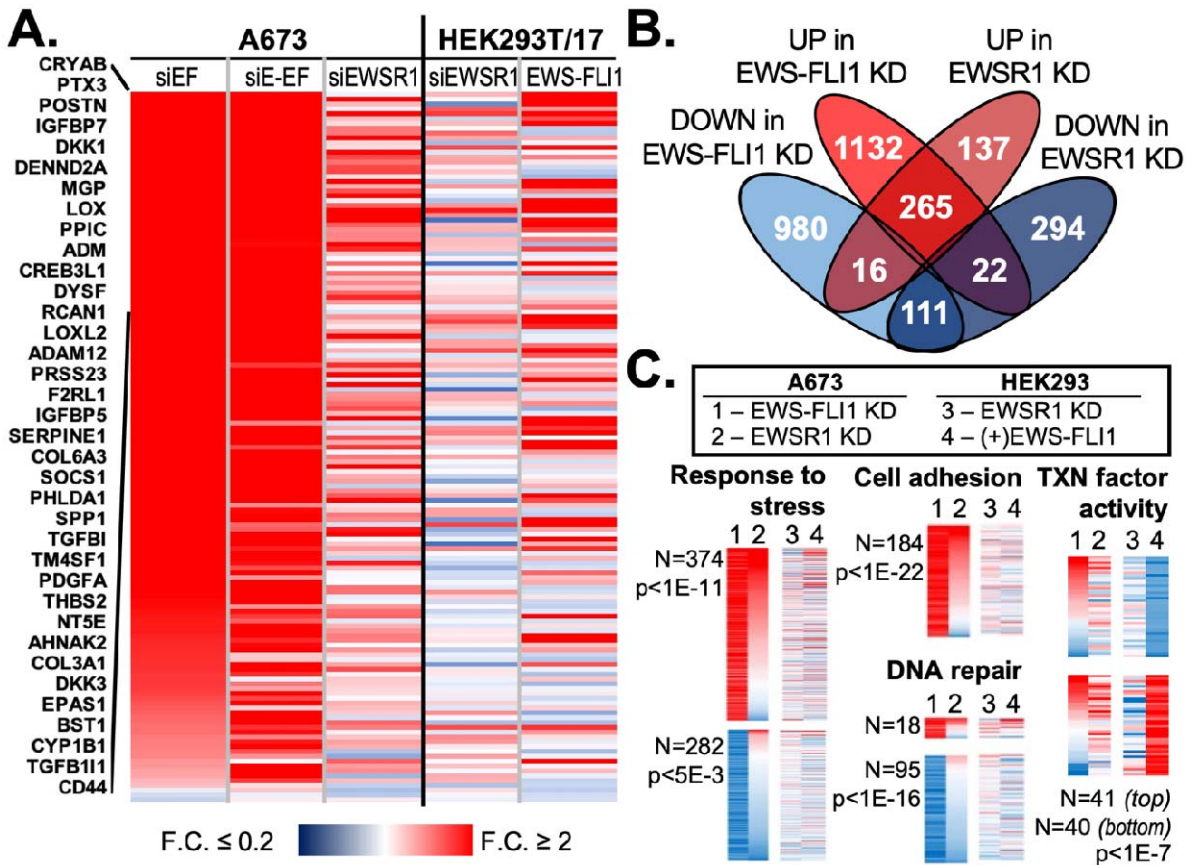 A.
A673
HEK293T/17
siEF
siE-EF
siEWSR1
siEWSR1
EWS-FLI1
CRYAB
PTX3
POSTN
IGFBP7
DKK1
DENND2A
MGP
LOX
PPIC
ADM
CREB3L1
DYSF
RCAN1
LOXL2
ADAM12
PRSS23
F2RL1
IGFBP5
SERPINE1
COL6A3
SOCS1
PHLDA1
SPP1
TGFBI
TM4SF1
PDGFA
THBS2
NT5E
AHNAK2
COL3A1
DKK3
EPAS1
BST1
CYP1B1
TGFB1I1
CD44
F.C. ≤ 0.2
F.C. ≥ 2
B.
UP in
EWS-FLI1 KD
UP in
EWSR1 KD
DOWN in
EWS-FLI1 KD
DOWN in
EWSR1 KD
1132
137
980
265
294
16
22
111
C.
A673
HEK293
1 – EWS-FLI1 KD
3 – EWSR1 KD
2 – EWSR1 KD
4 – (+)EWS-FLI1
Response to
stress
1 2 3 4
N=374
p<1E-11
N=282
p<5E-3
Cell adhesion
1 2 3 4
N=184
p<1E-22
DNA repair
1 2 3 4
N=18
N=95
p<1E-16
TXN factor
activity
1 2 3 4
N=41 (top)
N=40 (bottom)
p<1E-7